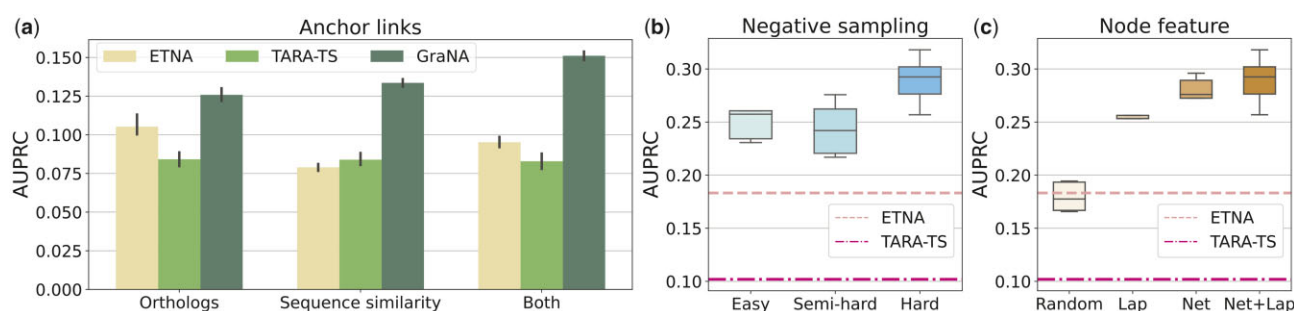 (a)
Anchor links
ETNA
TARA-TS
GraNA
AUPRC
0.150
0.125
0.100
0.075
0.050
0.025
0.000
Orthologs
Sequence similarity
Both
(b)
Negative sampling
AUPRC
0.30
0.25
0.20
0.15
0.10
ETNA
TARA-TS
Easy
Semi-hard
Hard
(c)
Node feature
AUPRC
0.30
0.25
0.20
0.15
0.10
ETNA
TARA-TS
Random
Lap
Net
Net+Lap